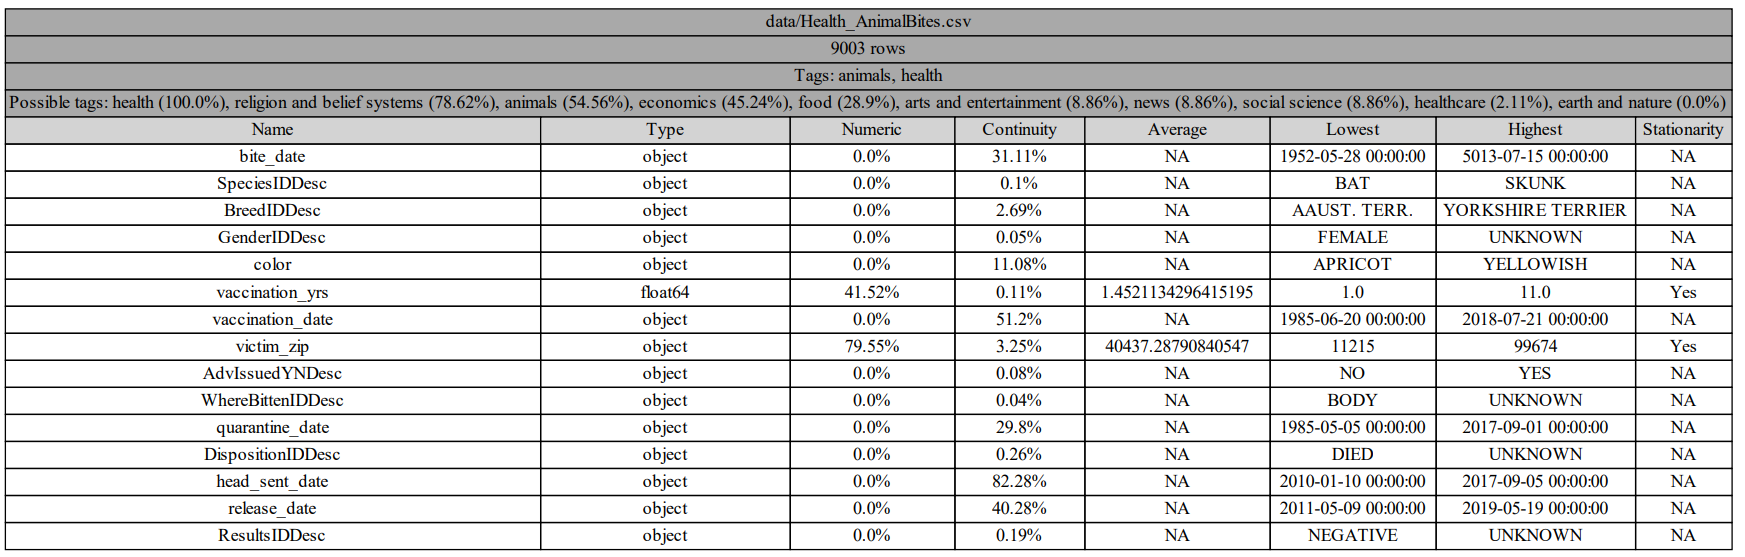 data/Health_AnimalBites.csv
9003 rows
Tags: animals, health
Possible tags: health (100.0%), religion and belief systems (78.62%), animals (54.56%), economics (45.24%), food (28.9%), arts and entertainment (8.86%), news (8.86%), social science (8.86%), healthcare (2.11%), earth and nature (0.0%)
Name Type Numeric Continuity Average Lowest Highest Stationarity
bite_date object 0.0% 31.11% NA 1952-05-28 00:00:00 5013-07-15 00:00:00 NA
SpeciesIDDesc object 0.0% 0.1% NA BAT SKUNK NA
BreedIDDesc object 0.0% 2.69% NA AAUST. TERR. YORKSHIRE TERRIER NA
GenderIDDesc object 0.0% 0.05% NA FEMALE UNKNOWN NA
color object 0.0% 11.08% NA APRICOT YELLOWISH NA
vaccination_yrs float64 41.52% 0.11% 1.4521134296415195 1.0 11.0 Yes
vaccination_date object 0.0% 51.2% NA 1985-06-20 00:00:00 2018-07-21 00:00:00 NA
victim_zip object 79.55% 3.25% 40437.28790840547 11215 99674 Yes
AdvIssuedYNDesc object 0.0% 0.08% NA NO YES NA
WhereBittenIDDesc object 0.0% 0.04% NA BODY UNKNOWN NA
quarantine_date object 0.0% 29.8% NA 1985-05-05 00:00:00 2017-09-01 00:00:00 NA
DispositionIDDesc object 0.0% 0.26% NA DIED UNKNOWN NA
head_sent_date object 0.0% 82.28% NA 2010-01-10 00:00:00 2017-09-05 00:00:00 NA
release_date object 0.0% 40.28% NA 2011-05-09 00:00:00 2019-05-19 00:00:00 NA
ResultsIDDesc object 0.0% 0.19% NA NEGATIVE UNKNOWN NA